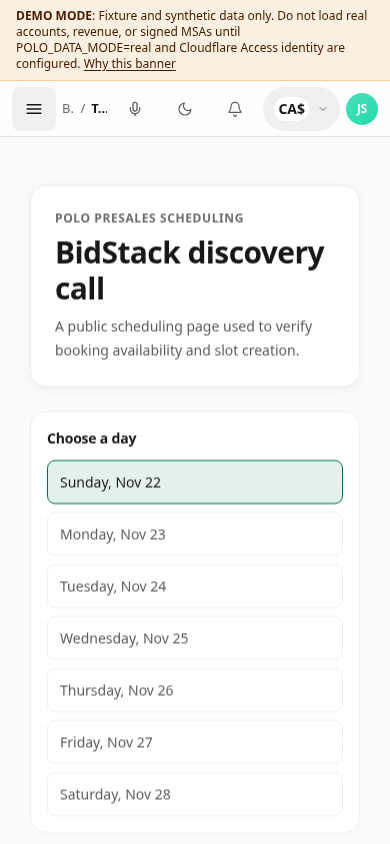 DEMO MODE: Fixture and synthetic data only. Do not load real
accounts, revenue, or signed MSAs until
POLO_DATA_MODE=real and Cloudflare Access identity are
configured. Why this banner
B. / T...
CA$
JS
POLO PRESALES SCHEDULING
BidStack discovery
call
A public scheduling page used to verify
booking availability and slot creation.
Choose a day
Sunday, Nov 22
Monday, Nov 23
Tuesday, Nov 24
Wednesday, Nov 25
Thursday, Nov 26
Friday, Nov 27
Saturday, Nov 28